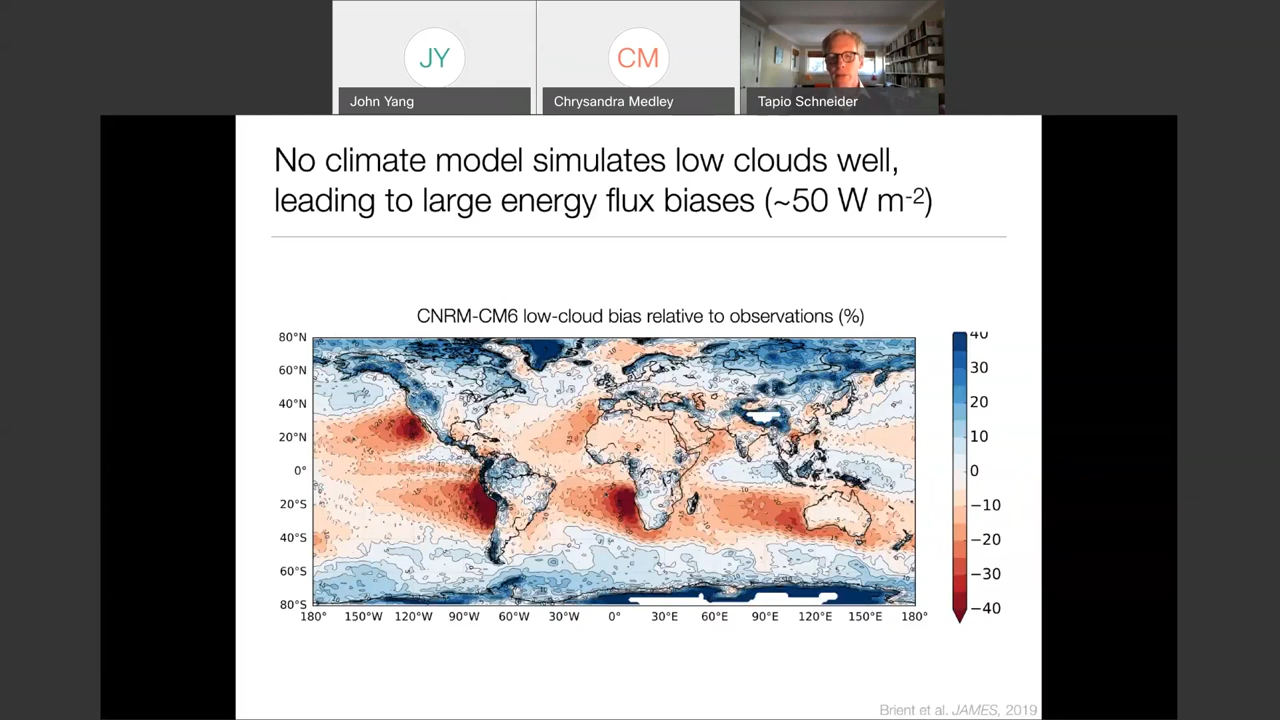 JY
CM
John Yang
Chrysandra Medley
Tapio Schneider
No climate model simulates low clouds well,
leading to large energy flux biases (~50 W m-2)
CNRM-CM6 low-cloud bias relative to observations (%)
80°N
60°N
40°N
20°N
0°
20°S
40°S
60°S
80°S
180° 150°W 120°W 90°W 60°W 30°W 0° 30°E 60°E 90°E 120°E 150°E 180°
40
30
20
10
0
−10
−20
−30
−40
Brient et al. JAMES, 2019